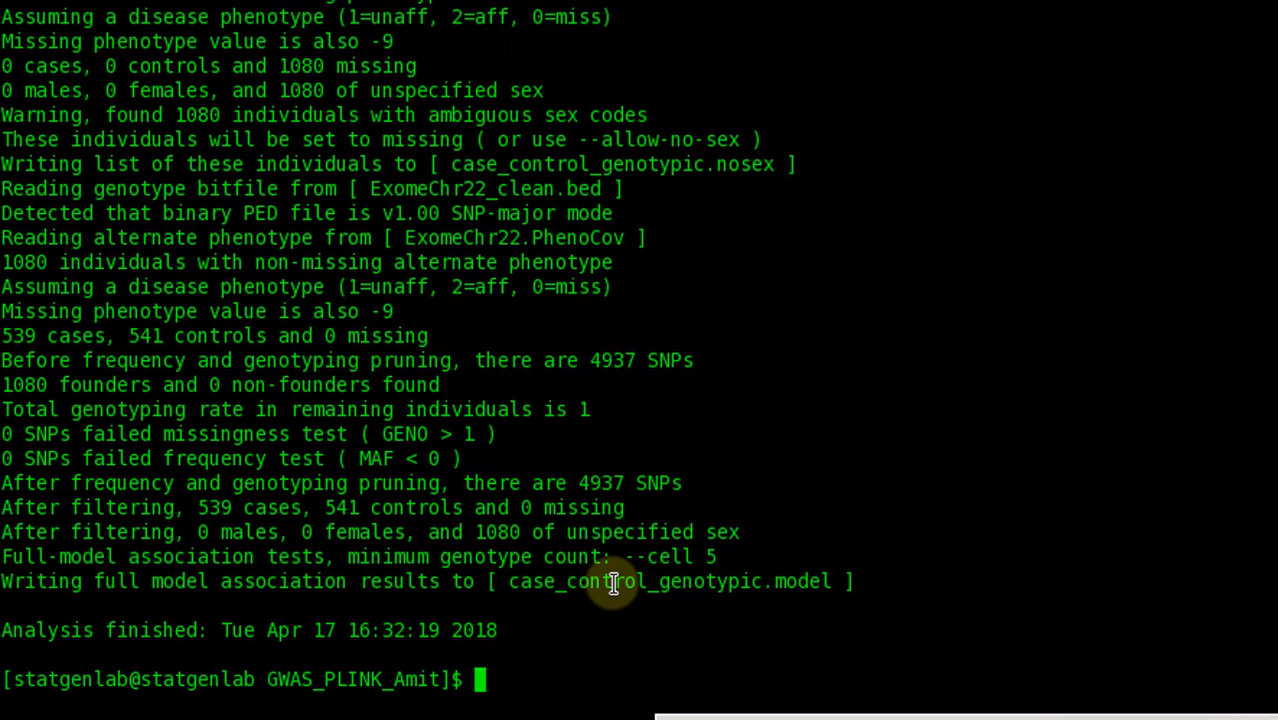 Assuming a disease phenotype (1=unaff, 2=aff, 0=miss)
Missing phenotype value is also -9
0 cases, 0 controls and 1080 missing
0 males, 0 females, and 1080 of unspecified sex
Warning, found 1080 individuals with ambiguous sex codes
These individuals will be set to missing ( or use --allow-no-sex )
Writing list of these individuals to [ case_control_genotypic.nosex ]
Reading genotype bitfile from [ ExomeChr22_clean.bed ]
Detected that binary PED file is v1.00 SNP-major mode
Reading alternate phenotype from [ ExomeChr22.PhenoCov ]
1080 individuals with non-missing alternate phenotype
Assuming a disease phenotype (1=unaff, 2=aff, 0=miss)
Missing phenotype value is also -9
539 cases, 541 controls and 0 missing
Before frequency and genotyping pruning, there are 4937 SNPs
1080 founders and 0 non-founders found
Total genotyping rate in remaining individuals is 1
0 SNPs failed missingness test ( GENO > 1 )
0 SNPs failed frequency test ( MAF < 0 )
After frequency and genotyping pruning, there are 4937 SNPs
After filtering, 539 cases, 541 controls and 0 missing
After filtering, 0 males, 0 females, and 1080 of unspecified sex
Full-model association tests, minimum genotype count: --cell 5
Writing full model association results to [ case_control_genotypic.model ]
Analysis finished: Tue Apr 17 16:32:19 2018
[statgenlab@statgenlab GWAS_PLINK_Amit]$